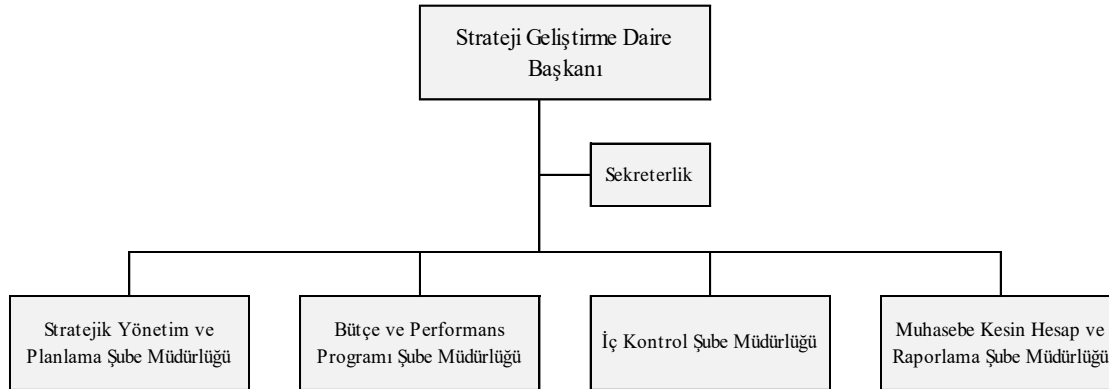 Strateji Geliştirme Daire
Başkanı
Sekreterlik
Stratejik Yönetim ve
Planlama Şube Müdürlüğü
Bütçe ve Performans
Programı Şube Müdürlüğü
İç Kontrol Şube Müdürlüğü
Muhasebe Kesin Hesap ve
Raporlama Şube Müdürlüğü